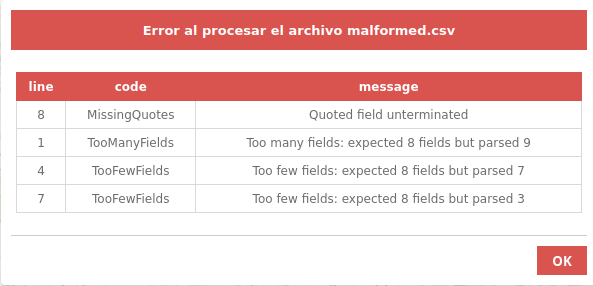 Error al procesar el archivo malformed.csv
line code message
8 MissingQuotes Quoted field unterminated
1 TooManyFields Too many fields: expected 8 fields but parsed 9
4 TooFewFields Too few fields: expected 8 fields but parsed 7
7 TooFewFields Too few fields: expected 8 fields but parsed 3
OK